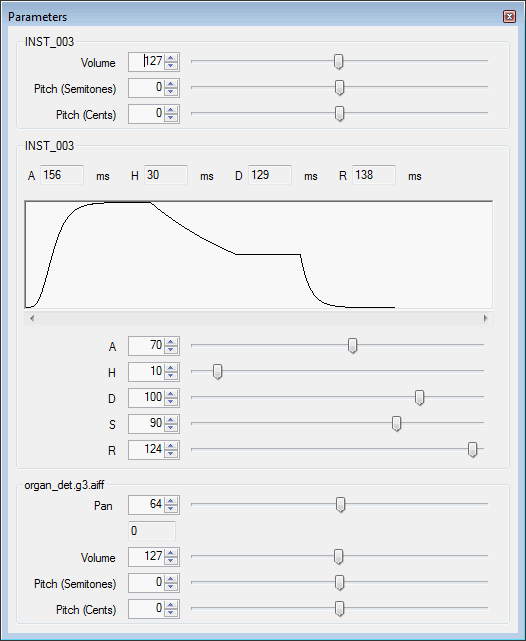 Parameters
INST_003
Volume 127
Pitch (Semitones) 0
Pitch (Cents) 0
INST_003
A 156 ms H 30 ms D 129 ms R 138 ms
A 70
H 10
D 100
S 90
R 124
organ_det.g3.aiff
Pan 64
0
Volume 127
Pitch (Semitones) 0
Pitch (Cents) 0